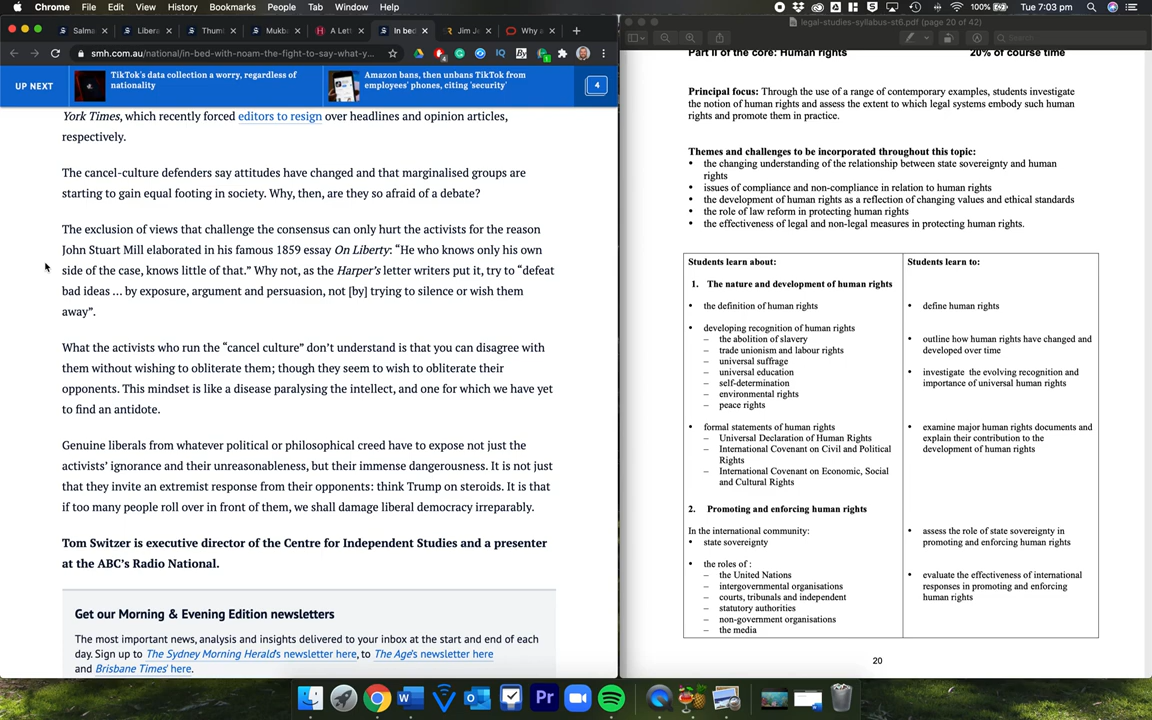 Chrome File Edit View History Bookmarks People Tab Window Help
100% Tue 7:03 pm
Salma
Libera
Thumb
Mukba
A Lett
In bed
Jim Je
Why a
smh.com.au/national/in-bed-with-noam-the-fight-to-say-what-y...
UP NEXT
TikTok's data collection a worry, regardless of
nationality
Amazon bans, then unbans TikTok from
employees' phones, citing 'security'
4
York Times, which recently forced editors to resign over headlines and opinion articles,
respectively.
The cancel-culture defenders say attitudes have changed and that marginalised groups are
starting to gain equal footing in society. Why, then, are they so afraid of a debate?
The exclusion of views that challenge the consensus can only hurt the activists for the reason
John Stuart Mill elaborated in his famous 1859 essay On Liberty: “He who knows only his own
side of the case, knows little of that.” Why not, as the Harper’s letter writers put it, try to “defeat
bad ideas … by exposure, argument and persuasion, not [by] trying to silence or wish them
away”.
What the activists who run the “cancel culture” don’t understand is that you can disagree with
them without wishing to obliterate them; though they seem to wish to obliterate their
opponents. This mindset is like a disease paralysing the intellect, and one for which we have yet
to find an antidote.
Genuine liberals from whatever political or philosophical creed have to expose not just the
activists’ ignorance and their unreasonableness, but their immense dangerousness. It is not just
that they invite an extremist response from their opponents: think Trump on steroids. It is that
if too many people roll over in front of them, we shall damage liberal democracy irreparably.
Tom Switzer is executive director of the Centre for Independent Studies and a presenter
at the ABC’s Radio National.
Get our Morning & Evening Edition newsletters
The most important news, analysis and insights delivered to your inbox at the start and end of each
day. Sign up to The Sydney Morning Herald's newsletter here, to The Age's newsletter here
and Brisbane Times' here.
legal-studies-syllabus-st6.pdf (page 20 of 42)
Search
Part II of the core: Human rights 20% of course time
Principal focus: Through the use of a range of contemporary examples, students investigate
the notion of human rights and assess the extent to which legal systems embody such human
rights and promote them in practice.
Themes and challenges to be incorporated throughout this topic:
• the changing understanding of the relationship between state sovereignty and human
rights
• issues of compliance and non-compliance in relation to human rights
• the development of human rights as a reflection of changing values and ethical standards
• the role of law reform in protecting human rights
• the effectiveness of legal and non-legal measures in protecting human rights.
Students learn about:
1. The nature and development of human rights
• the definition of human rights
• developing recognition of human rights
– the abolition of slavery
– trade unionism and labour rights
– universal suffrage
– universal education
– self-determination
– environmental rights
– peace rights
• formal statements of human rights
– Universal Declaration of Human Rights
– International Covenant on Civil and Political
Rights
– International Covenant on Economic, Social
and Cultural Rights
2. Promoting and enforcing human rights
In the international community:
• state sovereignty
• the roles of :
– the United Nations
– intergovernmental organisations
– courts, tribunals and independent
– statutory authorities
– non-government organisations
– the media
Students learn to:
• define human rights
• outline how human rights have changed and
developed over time
• investigate the evolving recognition and
importance of universal human rights
• examine major human rights documents and
explain their contribution to the
development of human rights
• assess the role of state sovereignty in
promoting and enforcing human rights
• evaluate the effectiveness of international
responses in promoting and enforcing
human rights
20